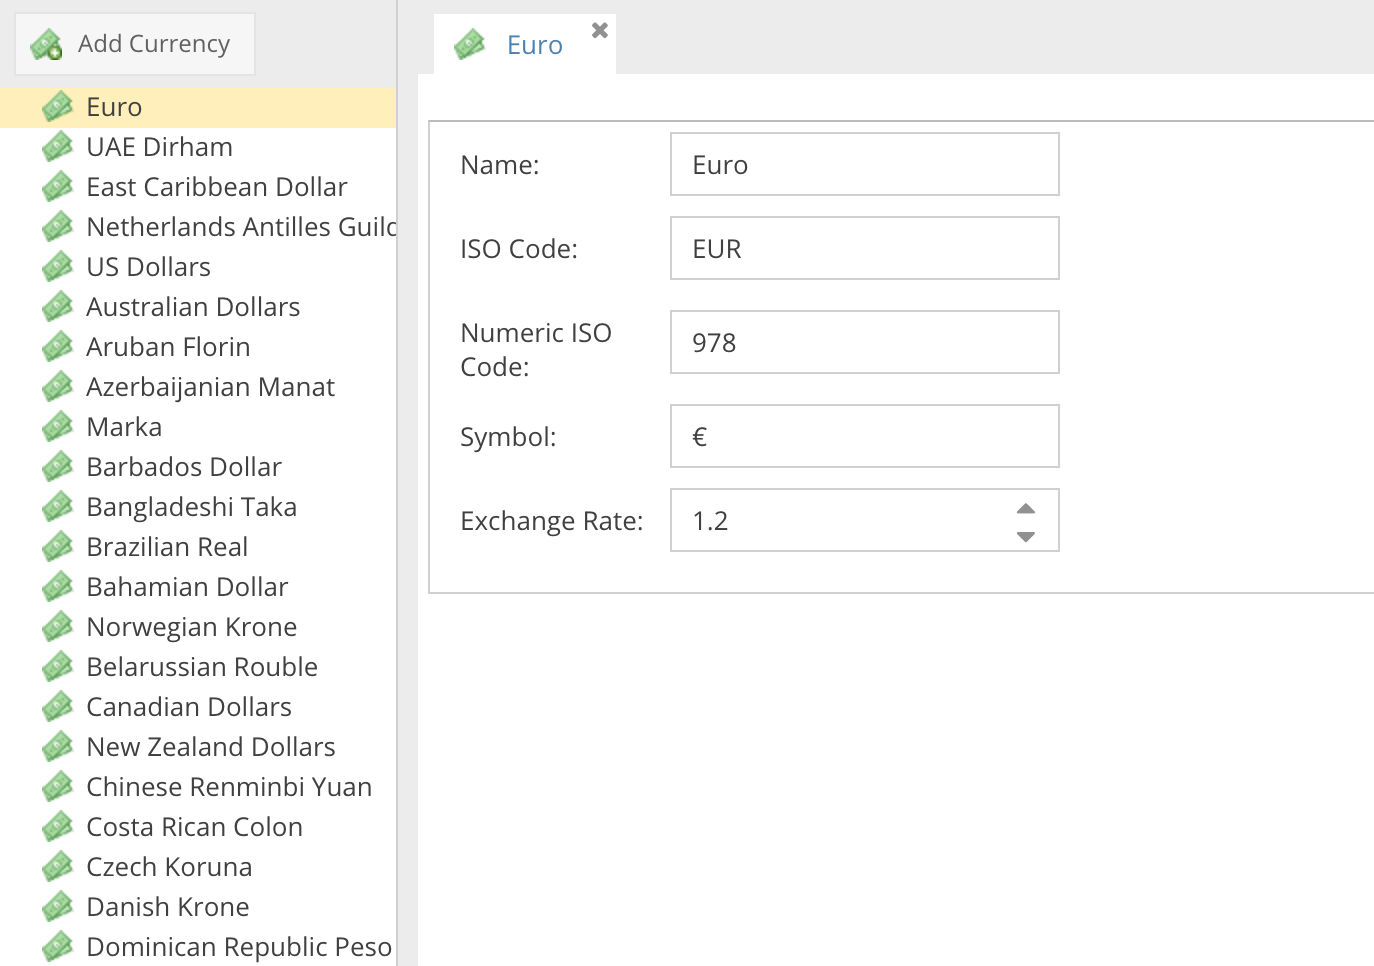 Add Currency
Euro
UAE Dirham
East Caribbean Dollar
Netherlands Antilles Guild
US Dollars
Australian Dollars
Aruban Florin
Azerbaijanian Manat
Marka
Barbados Dollar
Bangladeshi Taka
Brazilian Real
Bahamian Dollar
Norwegian Krone
Belarussian Rouble
Canadian Dollars
New Zealand Dollars
Chinese Renminbi Yuan
Costa Rican Colon
Czech Koruna
Danish Krone
Dominican Republic Peso
Euro
Name: Euro
ISO Code: EUR
Numeric ISO
Code: 978
Symbol: €
Exchange Rate: 1.2